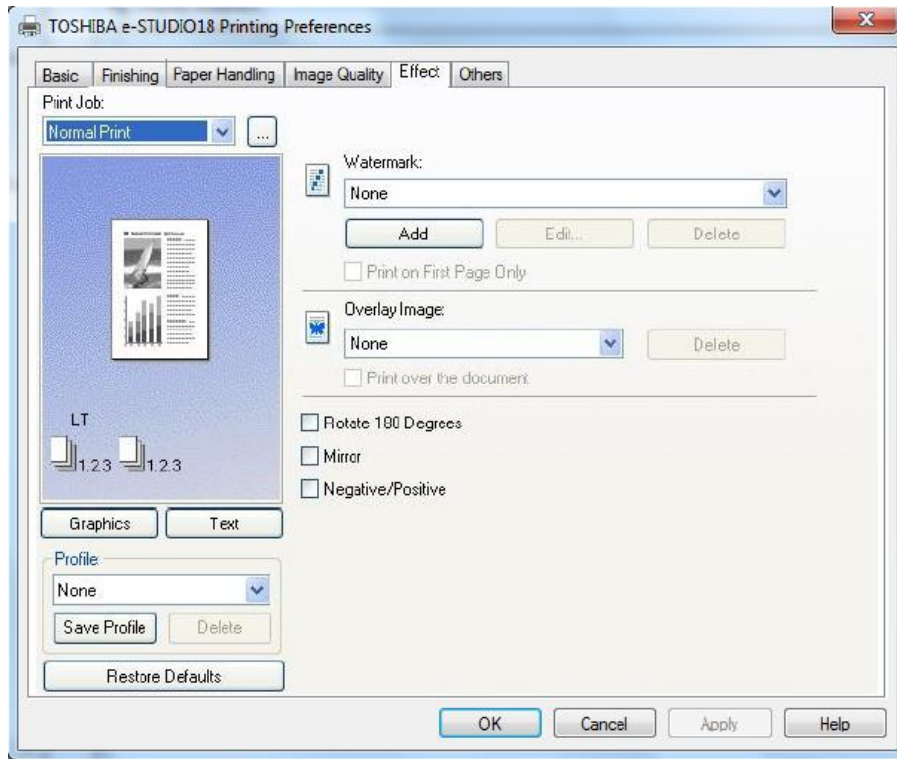 TOSHIBA e-STUDIO18 Printing Preferences
Basic Finishing Paper Handling Image Quality Effect Others
Print Job:
Normal Print ...
Watermark:
None
Add Edit... Delete
Print on First Page Only
Overlay Image:
None Delete
Print over the document
LT
1.2.3 1.2.3
Rotate 180 Degrees
Mirror
Negative/Positive
Graphics Text
Profile
None
Save Profile Delete
Restore Defaults
OK Cancel Apply Help